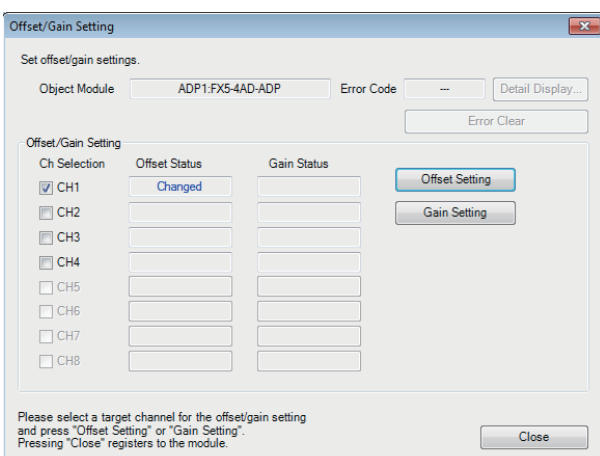 Offset/Gain Setting
Set offset/gain settings.
Object Module ADP1:FX5-4AD-ADP Error Code --- Detail Display...
Error Clear
Offset/Gain Setting
Ch Selection Offset Status Gain Status
CH1 Changed Offset Setting
CH2 Gain Setting
CH3
CH4
CH5
CH6
CH7
CH8
Please select a target channel for the offset/gain setting
and press "Offset Setting" or "Gain Setting".
Pressing "Close" registers to the module.
Close